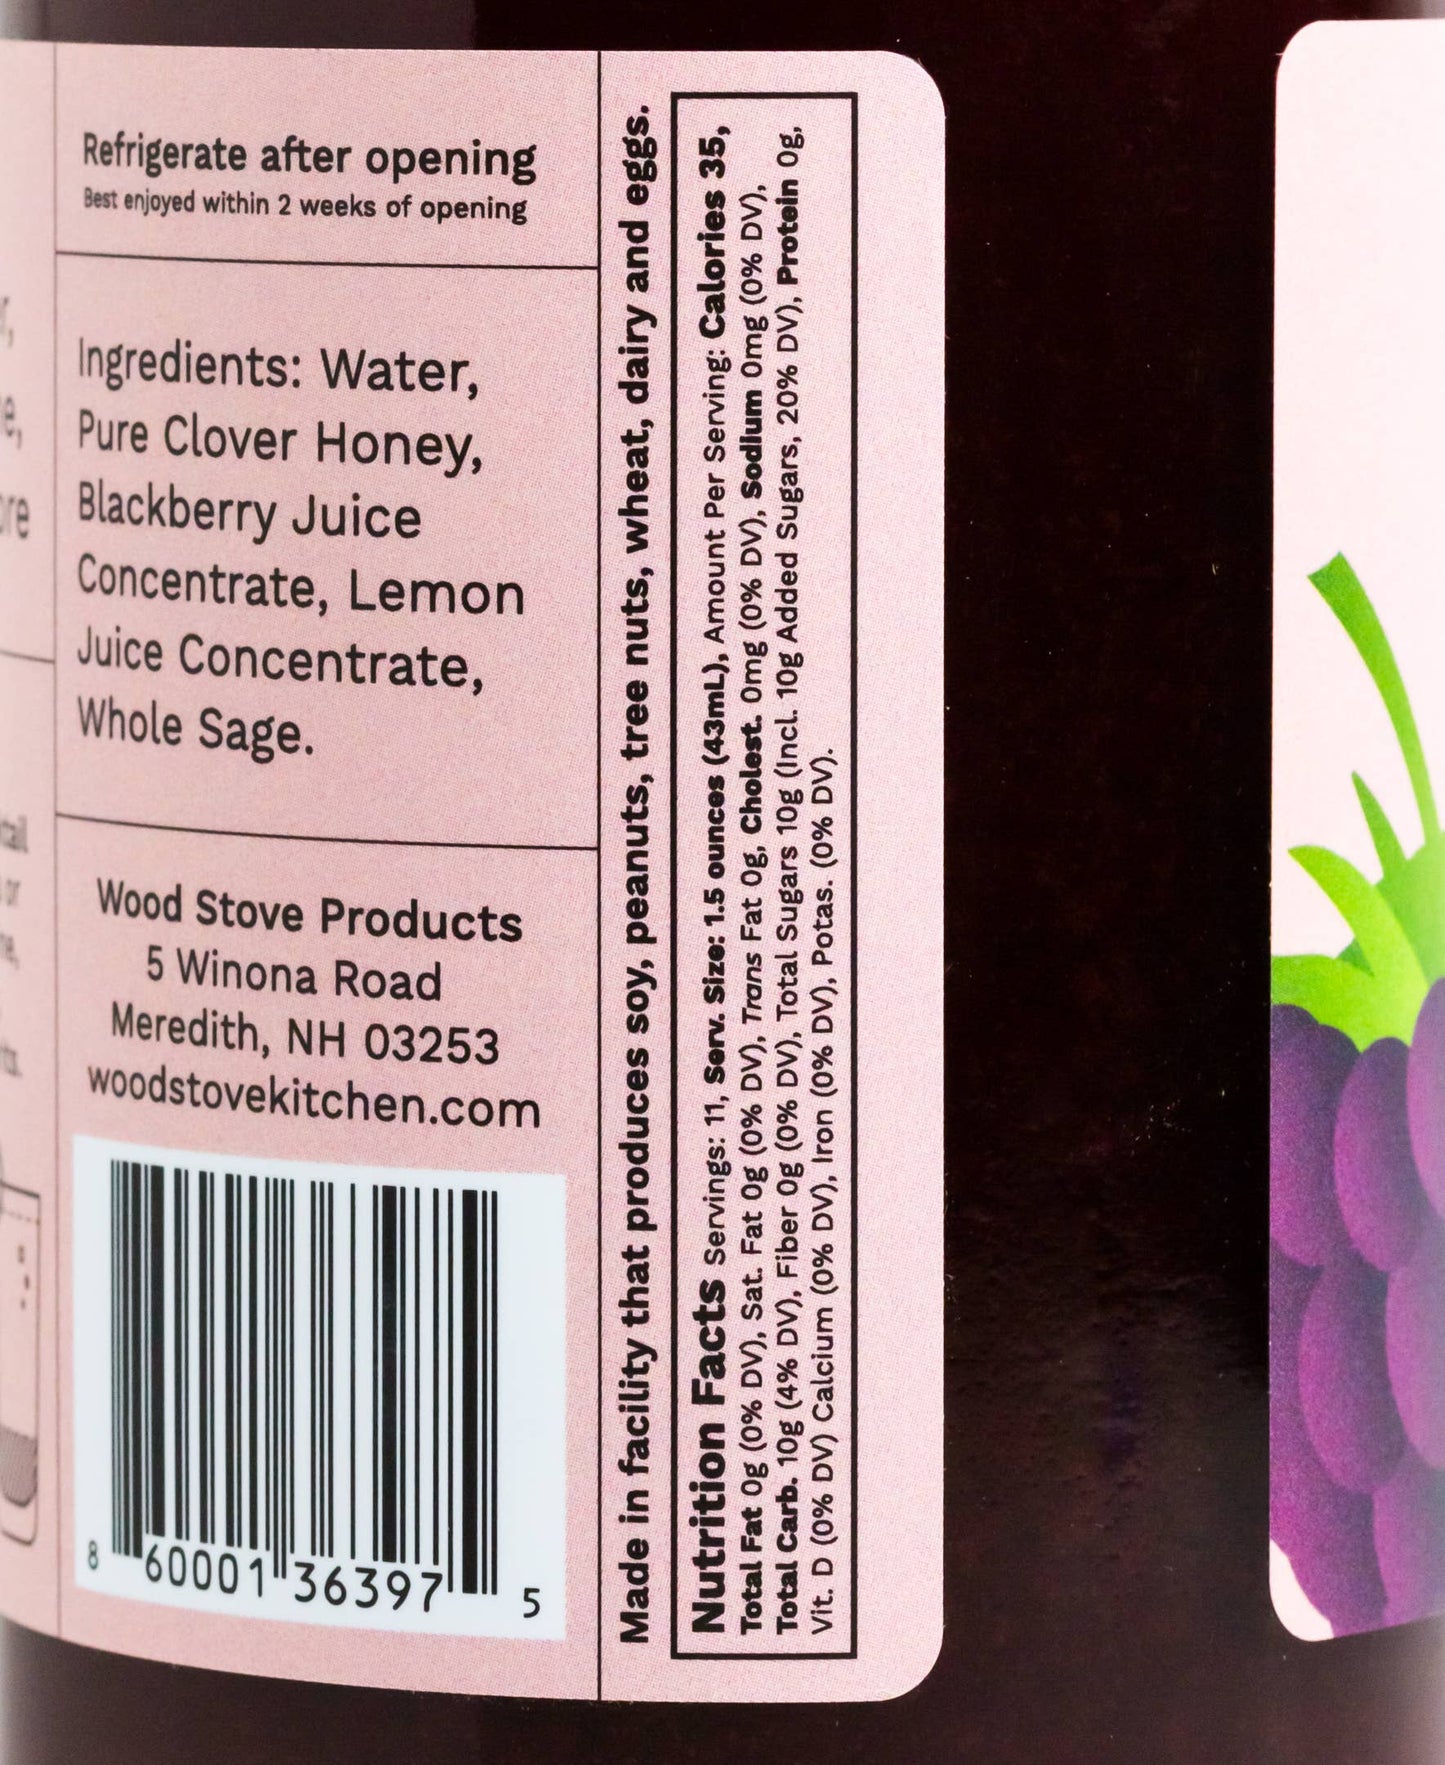 Refrigerate after opening
Best enjoyed within 2 weeks of opening
Ingredients: Water,
Pure Clover Honey,
Blackberry Juice
Concentrate, Lemon
Juice Concentrate,
Whole Sage.
Wood Stove Products
5 Winona Road
Meredith, NH 03253
woodstovekitchen.com
8 60001 36397 5
Made in facility that produces soy, peanuts, tree nuts, wheat, dairy and eggs.
Nutrition Facts Servings: 11, Serv. Size: 1.5 ounces (43mL), Amount Per Serving: Calories 35,
Total Fat 0g (0% DV), Sat. Fat 0g (0% DV), Trans Fat 0g, Cholest. 0mg (0% DV), Sodium 0mg (0% DV),
Total Carb. 10g (4% DV), Fiber 0g (0% DV), Total Sugars 10g (Incl. 10g Added Sugars, 20% DV), Protein 0g,
Vit. D (0% DV) Calcium (0% DV), Iron (0% DV), Potas. (0% DV).